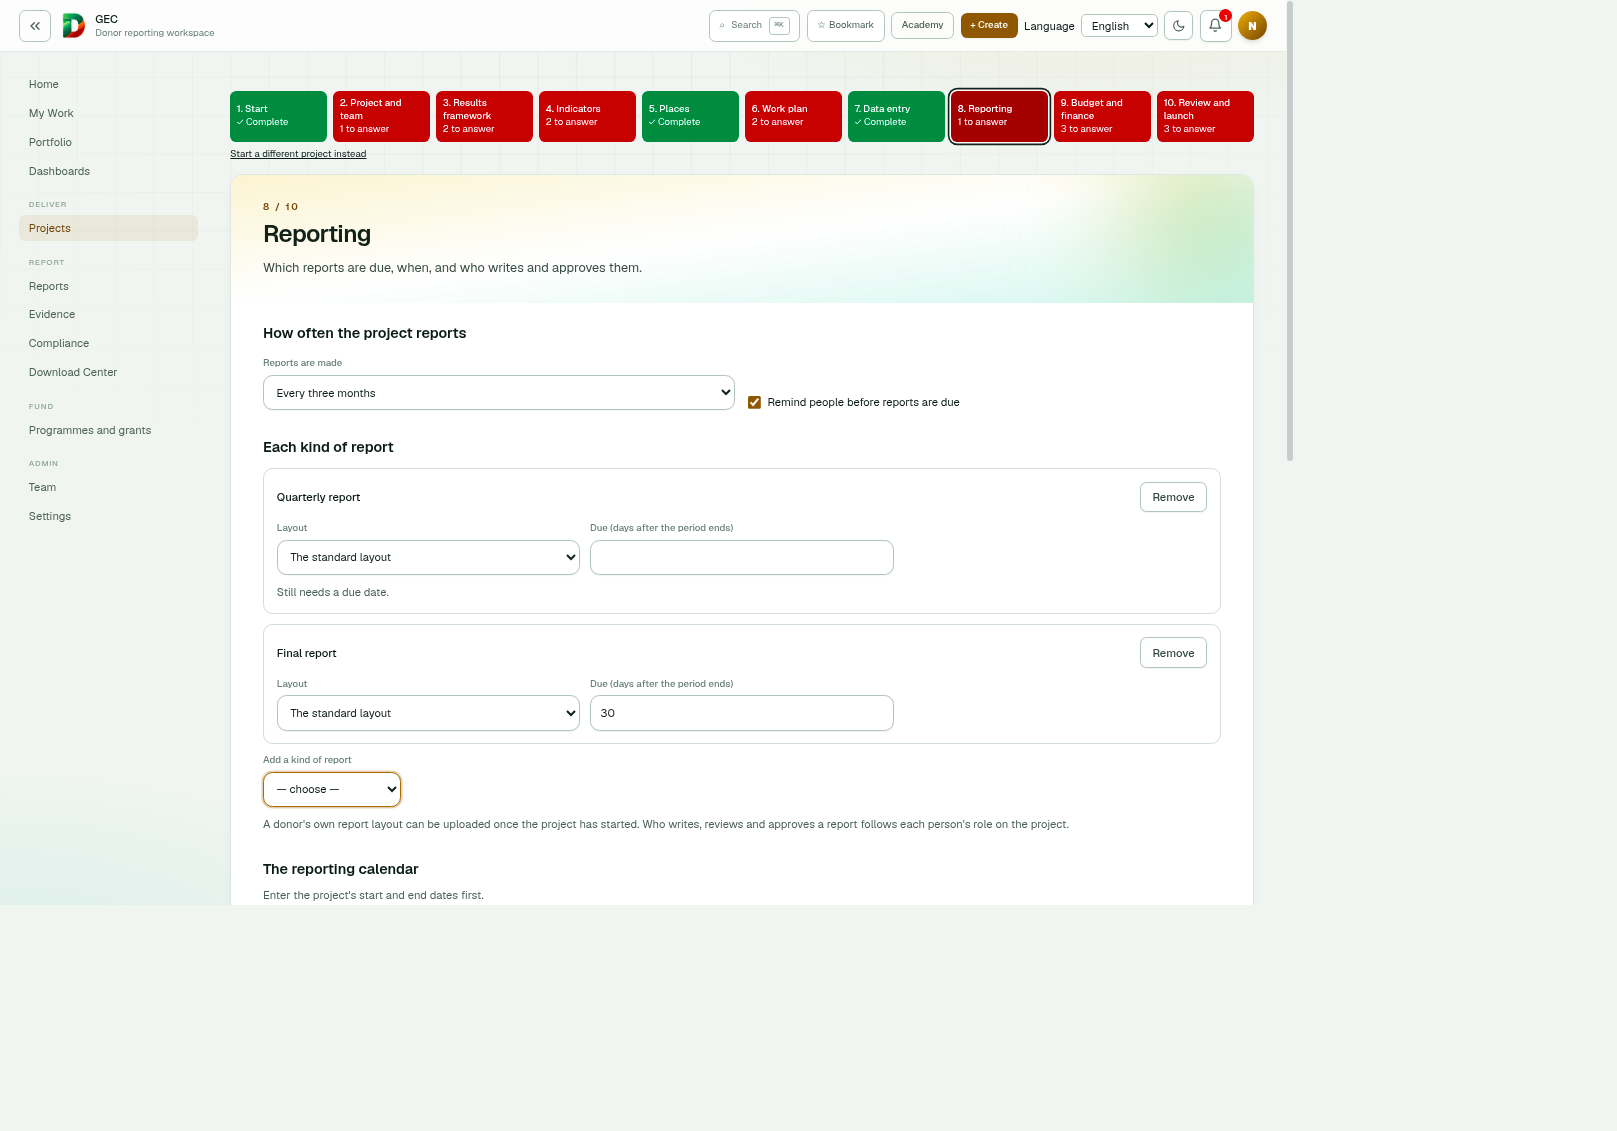 GEC
Donor reporting workspace
Search ⌘K
☆ Bookmark
Academy
+ Create
Language
English
1
N
Home
My Work
Portfolio
Dashboards
DELIVER
Projects
REPORT
Reports
Evidence
Compliance
Download Center
FUND
Programmes and grants
ADMIN
Team
Settings
1. Start
✓ Complete
2. Project and
team
1 to answer
3. Results
framework
2 to answer
4. Indicators
2 to answer
5. Places
✓ Complete
6. Work plan
2 to answer
7. Data entry
✓ Complete
8. Reporting
1 to answer
9. Budget and
finance
3 to answer
10. Review and
launch
3 to answer
Start a different project instead
8 / 10
Reporting
Which reports are due, when, and who writes and approves them.
How often the project reports
Reports are made
Every three months
Remind people before reports are due
Each kind of report
Quarterly report
Remove
Layout
Due (days after the period ends)
The standard layout
Still needs a due date.
Final report
Remove
Layout
Due (days after the period ends)
The standard layout
30
Add a kind of report
— choose —
A donor's own report layout can be uploaded once the project has started. Who writes, reviews and approves a report follows each person's role on the project.
The reporting calendar
Enter the project's start and end dates first.